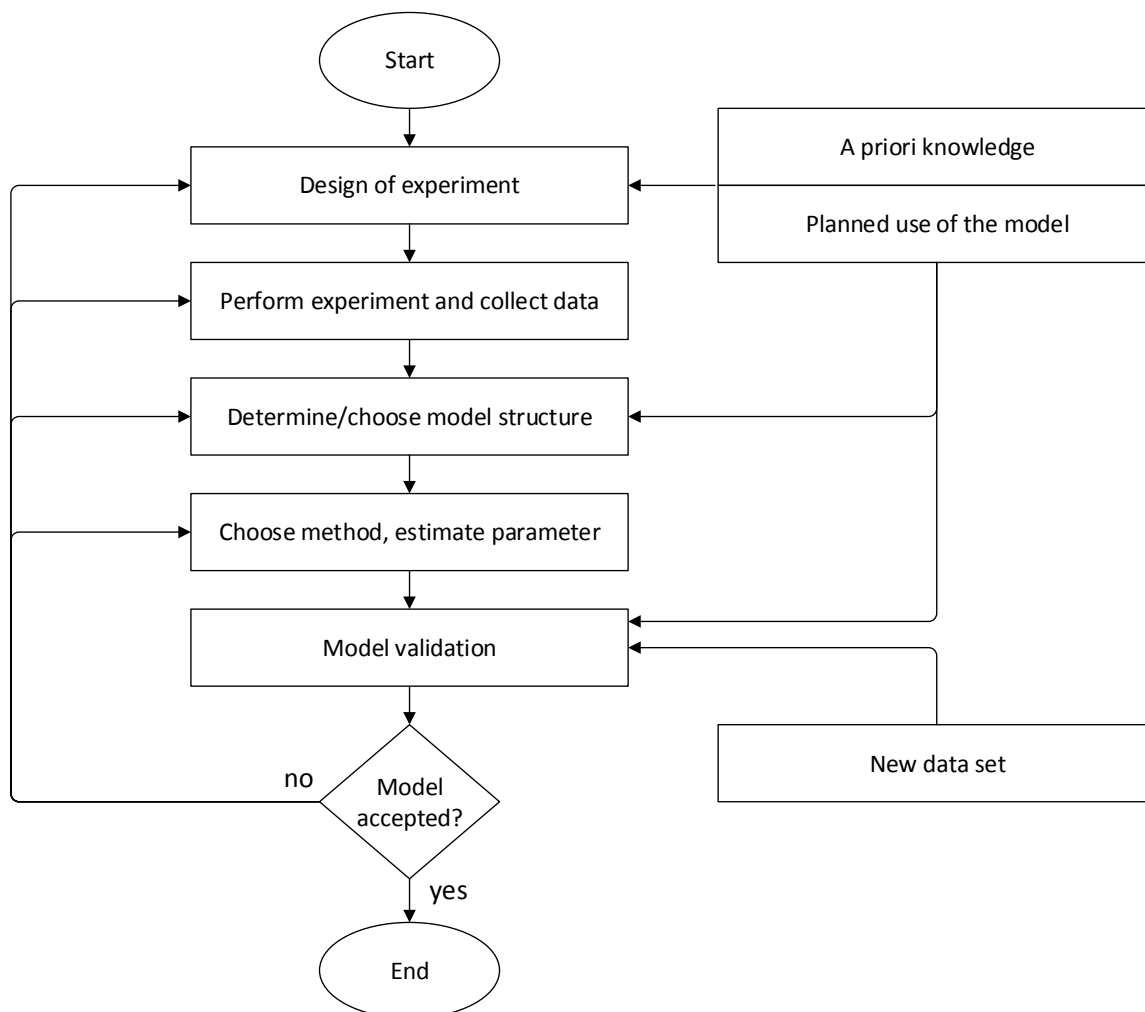 Start
A priori knowledge
Design of experiment
Planned use of the model
Perform experiment and collect data
Determine/choose model structure
Choose method, estimate parameter
Model validation
New data set
no
Model
accepted?
yes
End